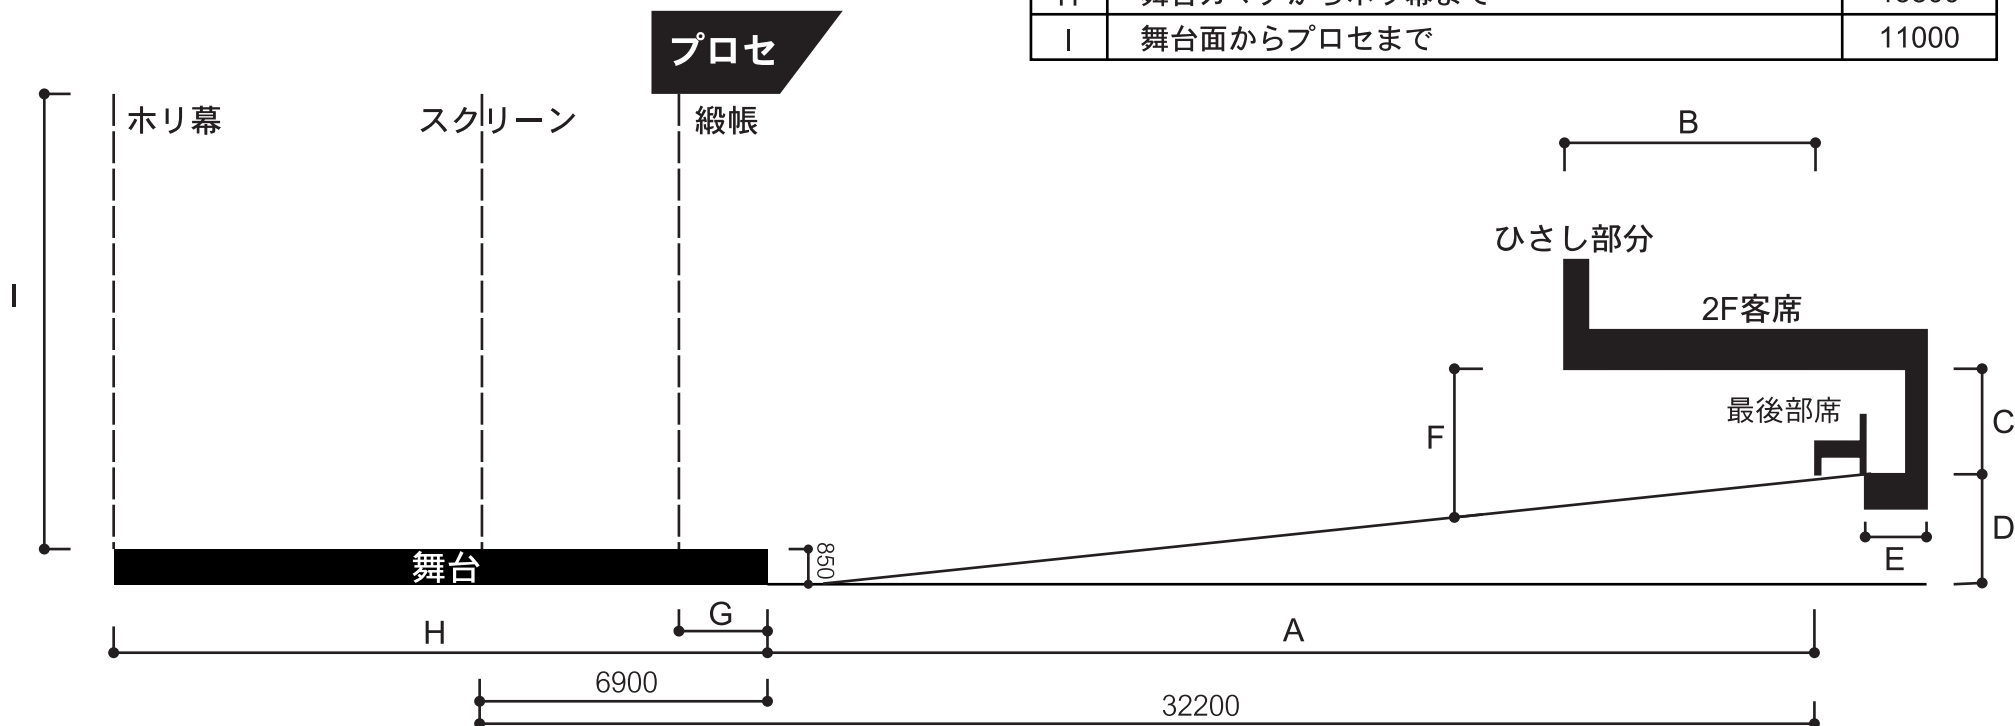 I 舞台面からプロセまで 11000
プロセ
ホリ幕 スクリーン 緞帳
B
ひさし部分
2F客席
I
最後部席
F
C
舞台
850
D
E
G
H
A
6900
32200